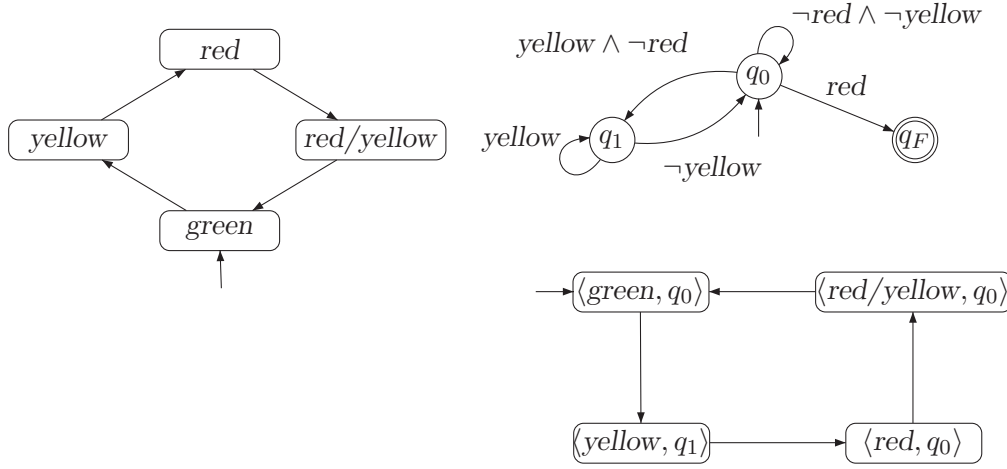 red
yellow
red/yellow
green
¬red ∧ ¬yellow
yellow ∧ ¬red
q0
red
yellow
q1
qF
¬yellow
⟨green, q0⟩
⟨red/yellow, q0⟩
⟨yellow, q1⟩
⟨red, q0⟩